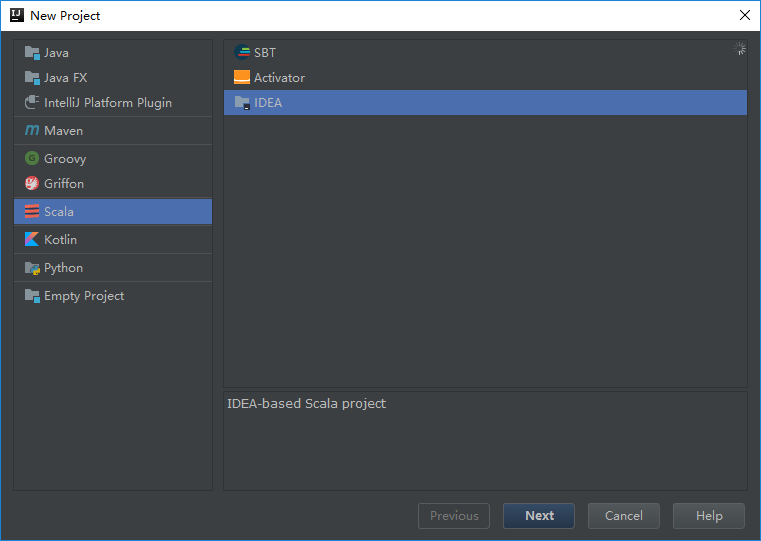 New Project
Java
Java FX
IntelliJ Platform Plugin
Maven
Groovy
Griffon
Scala
Kotlin
Python
Empty Project
SBT
Activator
IDEA
IDEA-based Scala project
Previous
Next
Cancel
Help